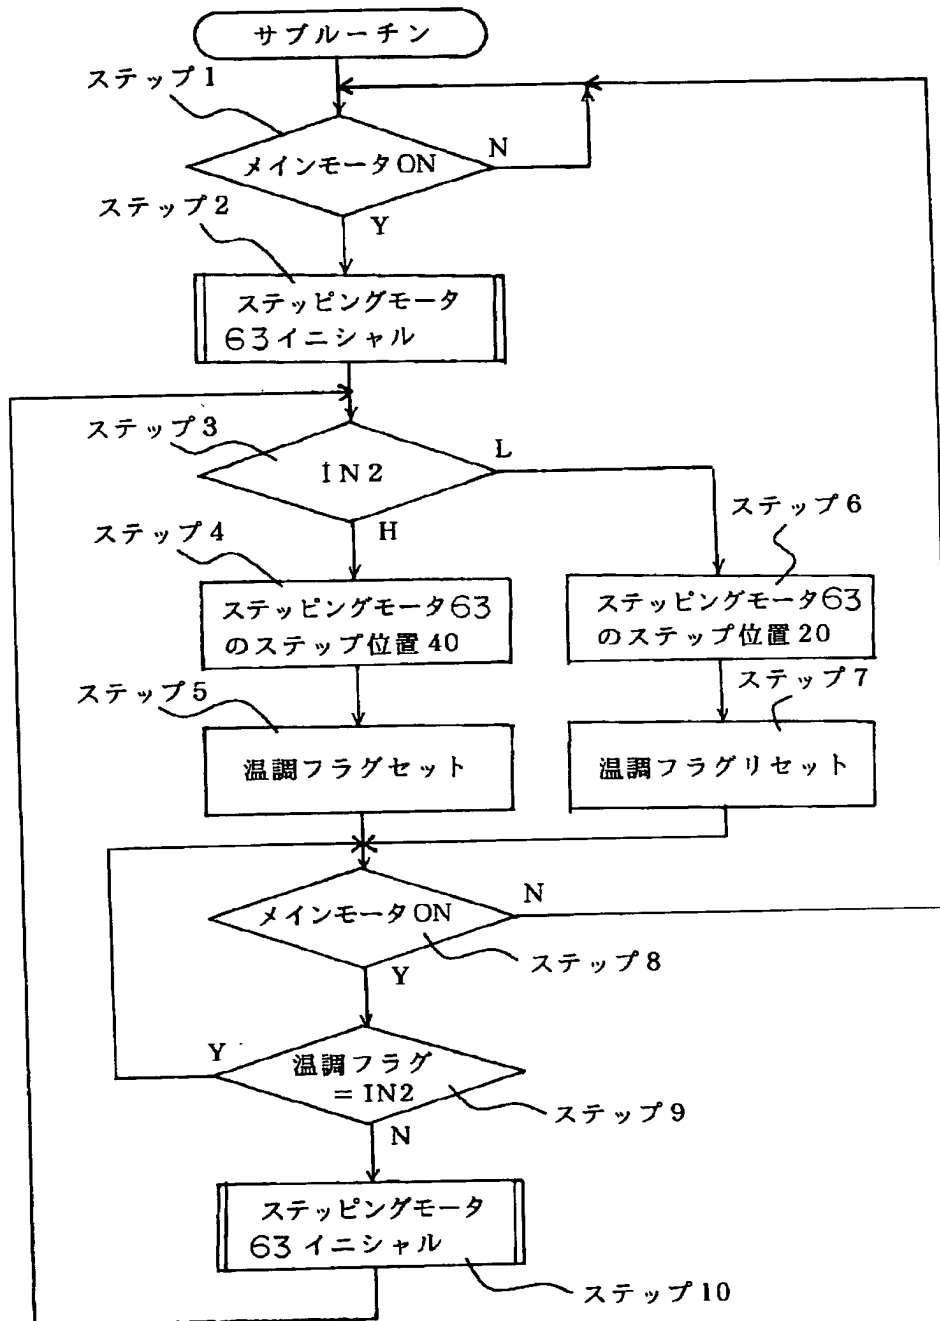 サブルーチン
ステップ1
メインモータON
N
ステップ2
Y
ステッピングモータ
63イニシャル
ステップ3
IN2
L
ステップ4
H
ステップ6
ステッピングモータ63
のステップ位置40
ステッピングモータ63
のステップ位置20
ステップ5
ステップ7
温調フラグセット
温調フラグリセット
メインモータON
N
ステップ8
Y
Y
温調フラグ
=IN2
ステップ9
N
ステッピングモータ
63イニシャル
ステップ10